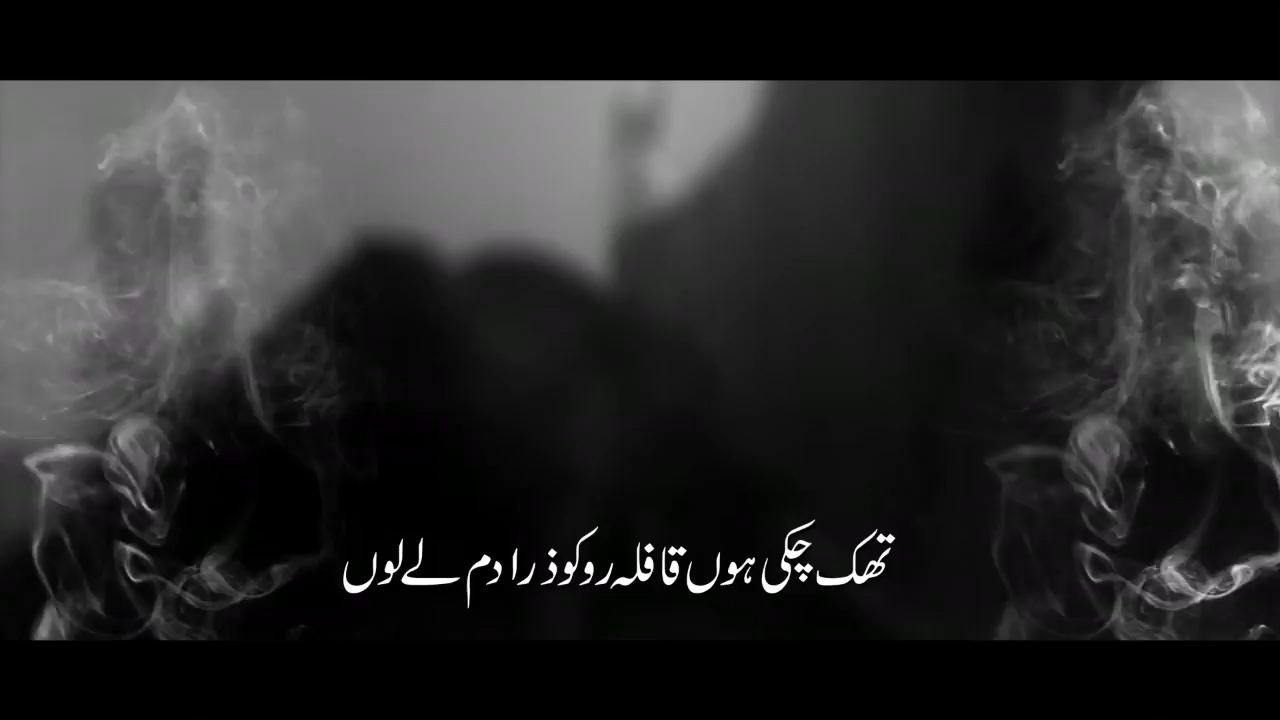 تھک چکی ہوں قافلہ روکو ذرا دم لے لوں